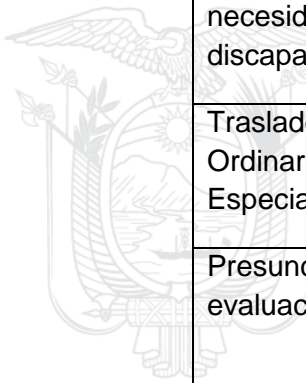 necesid
discapa
Traslad
Ordinar
Especia
Presunc
evaluac